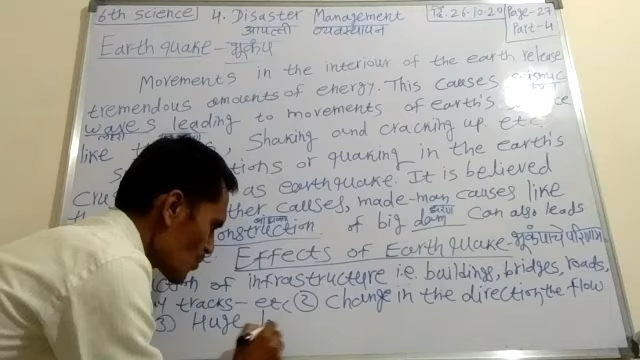 6th Science
4. Disaster Management
दि. 26.10.20
Page-27
Part-4
आपत्ती व्यवस्थापन
Earthquake - भूकंप
Movements in the interiour of the earth release
tremendous amounts of energy. This causes seismic
waves leading to movements of earth's
like , Shaking and cracking up etc.
or quaking in the earth's
as earthquake. It is believed
causes, made-man causes like
construction of big dam can also leads
धरण
Effects of Earthquake - भूकंपाचे परिणाम
of infrastructure i.e. buildings, bridges, roads,
tracks - etc ② Change in the direction, the flow
③ Huge